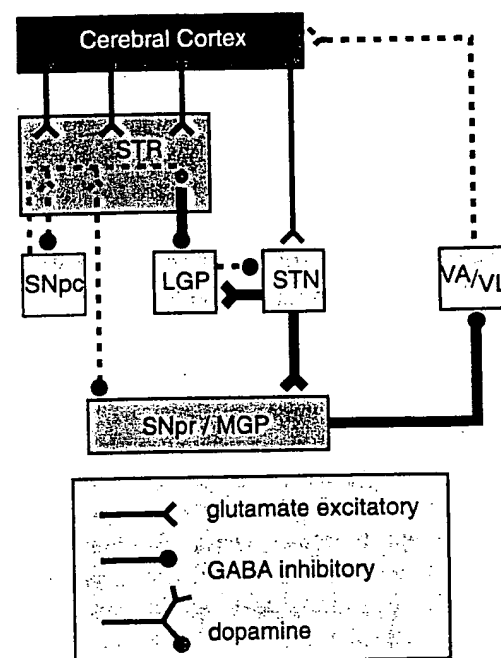 Cerebral Cortex
STR
SNpc
LGP
STN
VA/VL
SNpr / MGP
glutamate excitatory
GABA inhibitory
dopamine